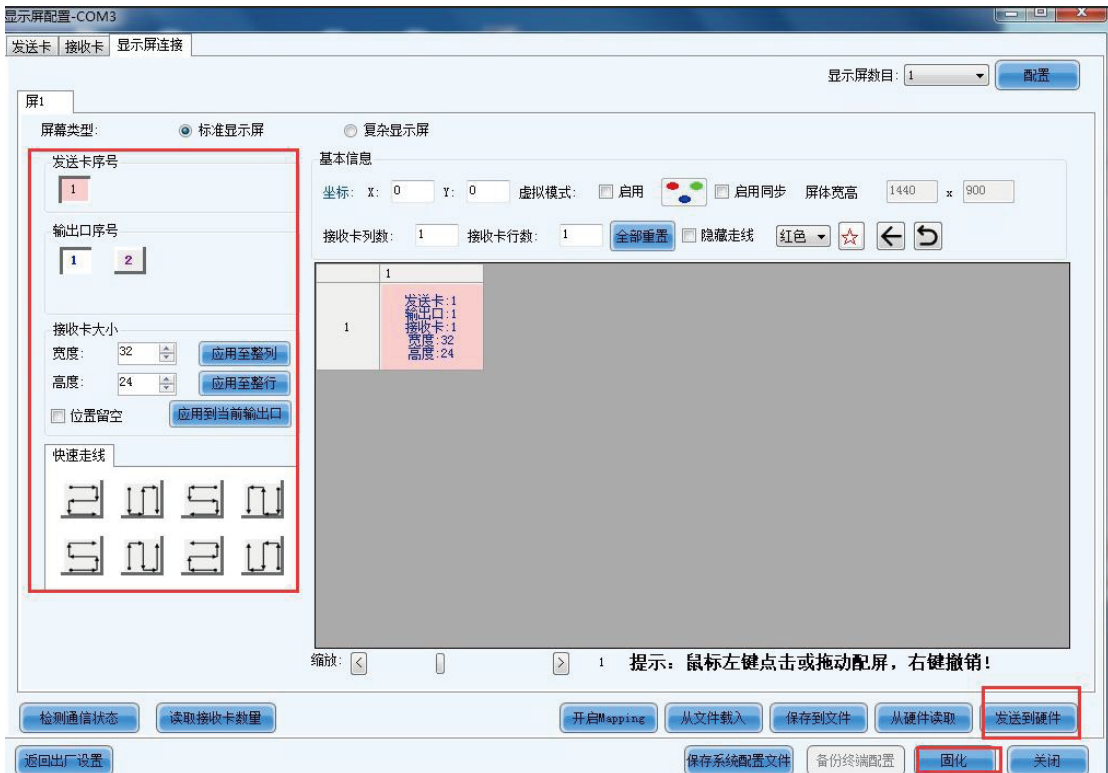 显示屏配置-COM3
发送卡 接收卡 显示屏连接
显示屏数目: 1 配置
屏1
屏幕类型: 标准显示屏 复杂显示屏
发送卡序号
1
输出口序号
1 2
接收卡大小
宽度: 32 应用至整列
高度: 24 应用至整行
位置留空 应用到当前输出口
快速走线
基本信息
坐标: X: 0 Y: 0 虚拟模式: 启用 启用同步 屏体宽高 1440 x 900
接收卡列数: 1 接收卡行数: 1 全部重置 隐藏走线 红色
1
1
发送卡:1
输出口:1
接收卡:1
宽度:32
高度:24
缩放: < > 1 提示: 鼠标左键点击或拖动配屏, 右键撤销!
检测通信状态 读取接收卡数量 开启Mapping 从文件载入 保存到文件 从硬件读取 发送到硬件
返回出厂设置 保存系统配置文件 备份终端配置 固化 关闭